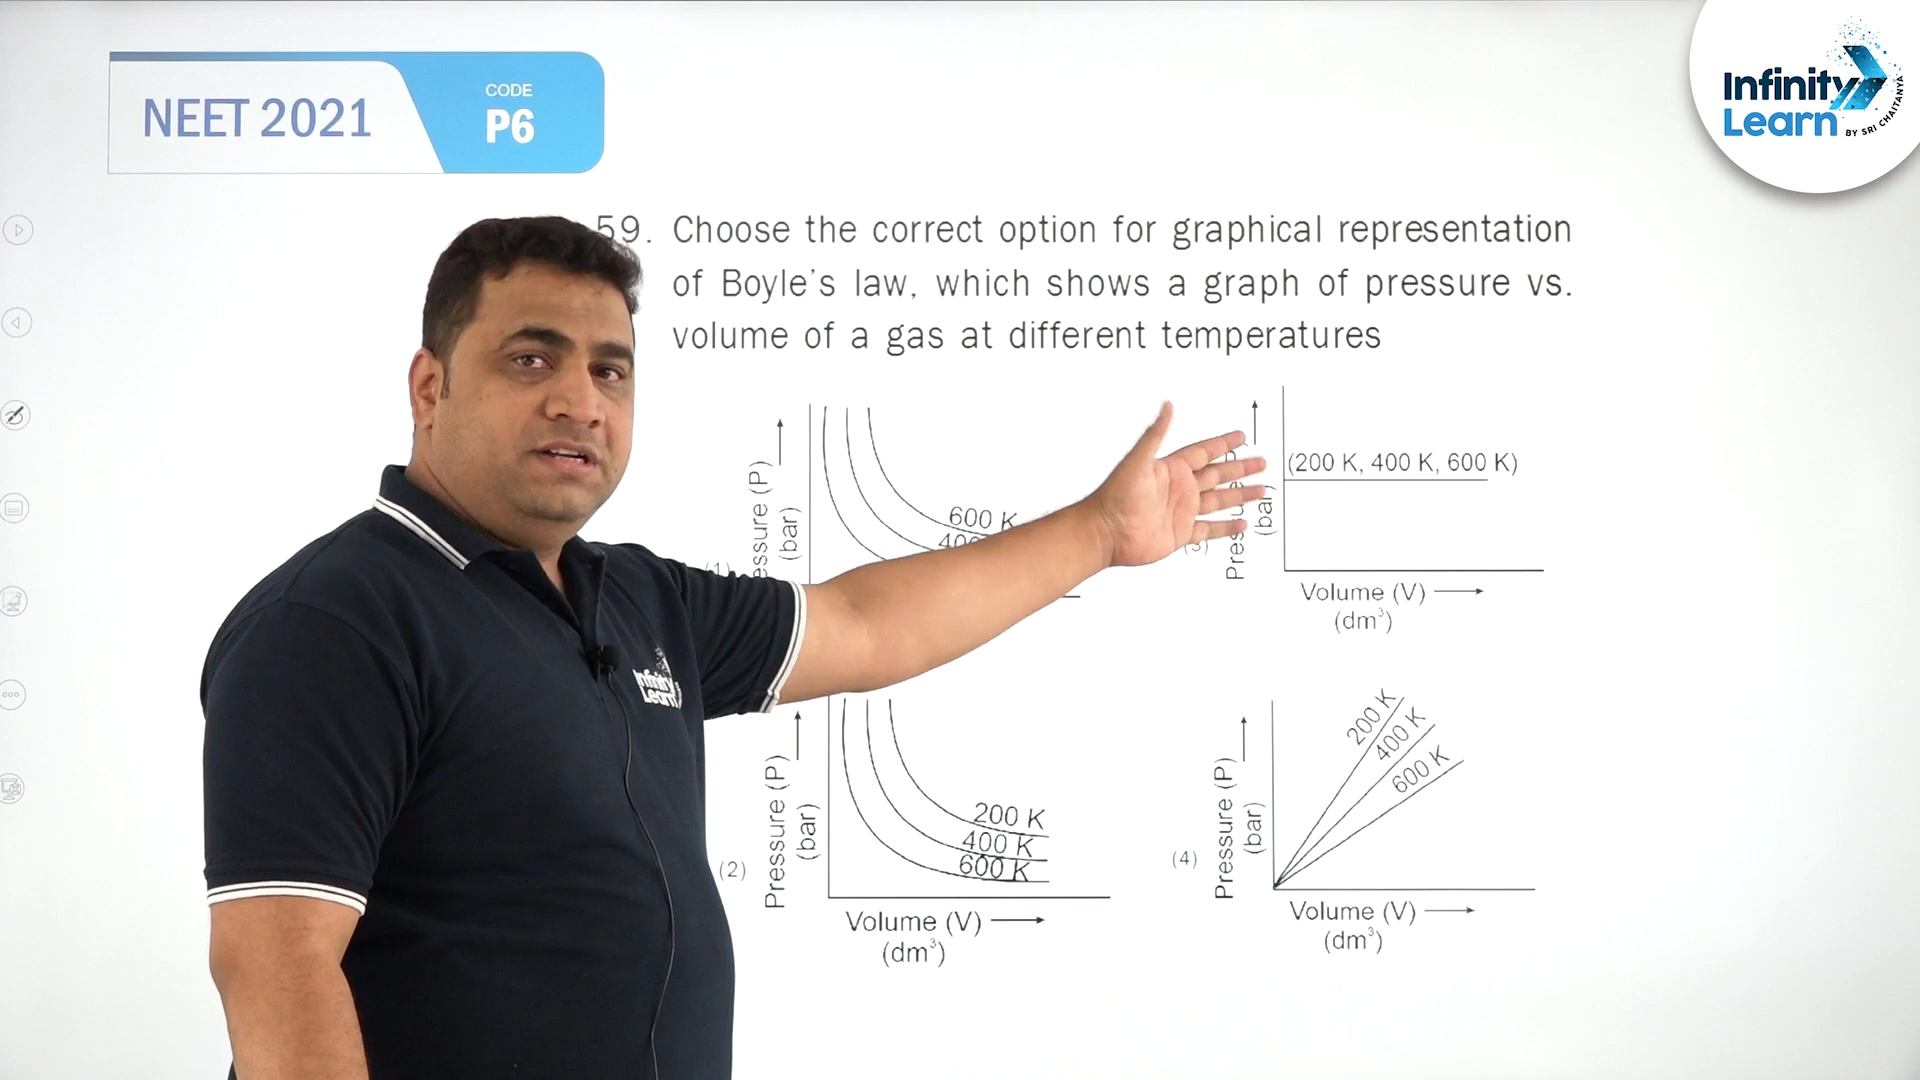 NEET 2021
CODE
P6
Infinity
Learn
BY SRI CHAITANYA
59. Choose the correct option for graphical representation
of Boyle's law, which shows a graph of pressure vs.
volume of a gas at different temperatures
(1)
(bar)
600 K
(3)
(200 K, 400 K, 600 K)
Volume (V)
(dm³)
Infinity
Learn
(2)
Pressure (P)
(bar)
200 K
400 K
600 K
Volume (V)
(dm³)
(4)
Pressure (P)
(bar)
200 K
400 K
600 K
Volume (V)
(dm³)